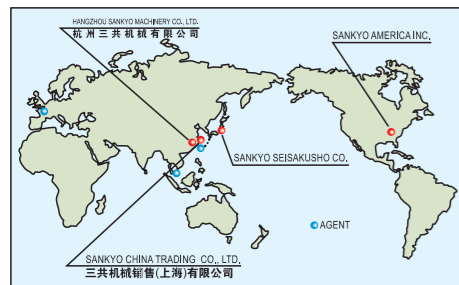 HANGZHOU SANKYO MACHINERY CO., LTD.
杭州三共机械有限公司
SANKYO AMERICA INC.
SANKYO SEISAKUSHO CO.
AGENT
SANKYO CHINA TRADING CO., LTD.
三共机械销售(上海)有限公司